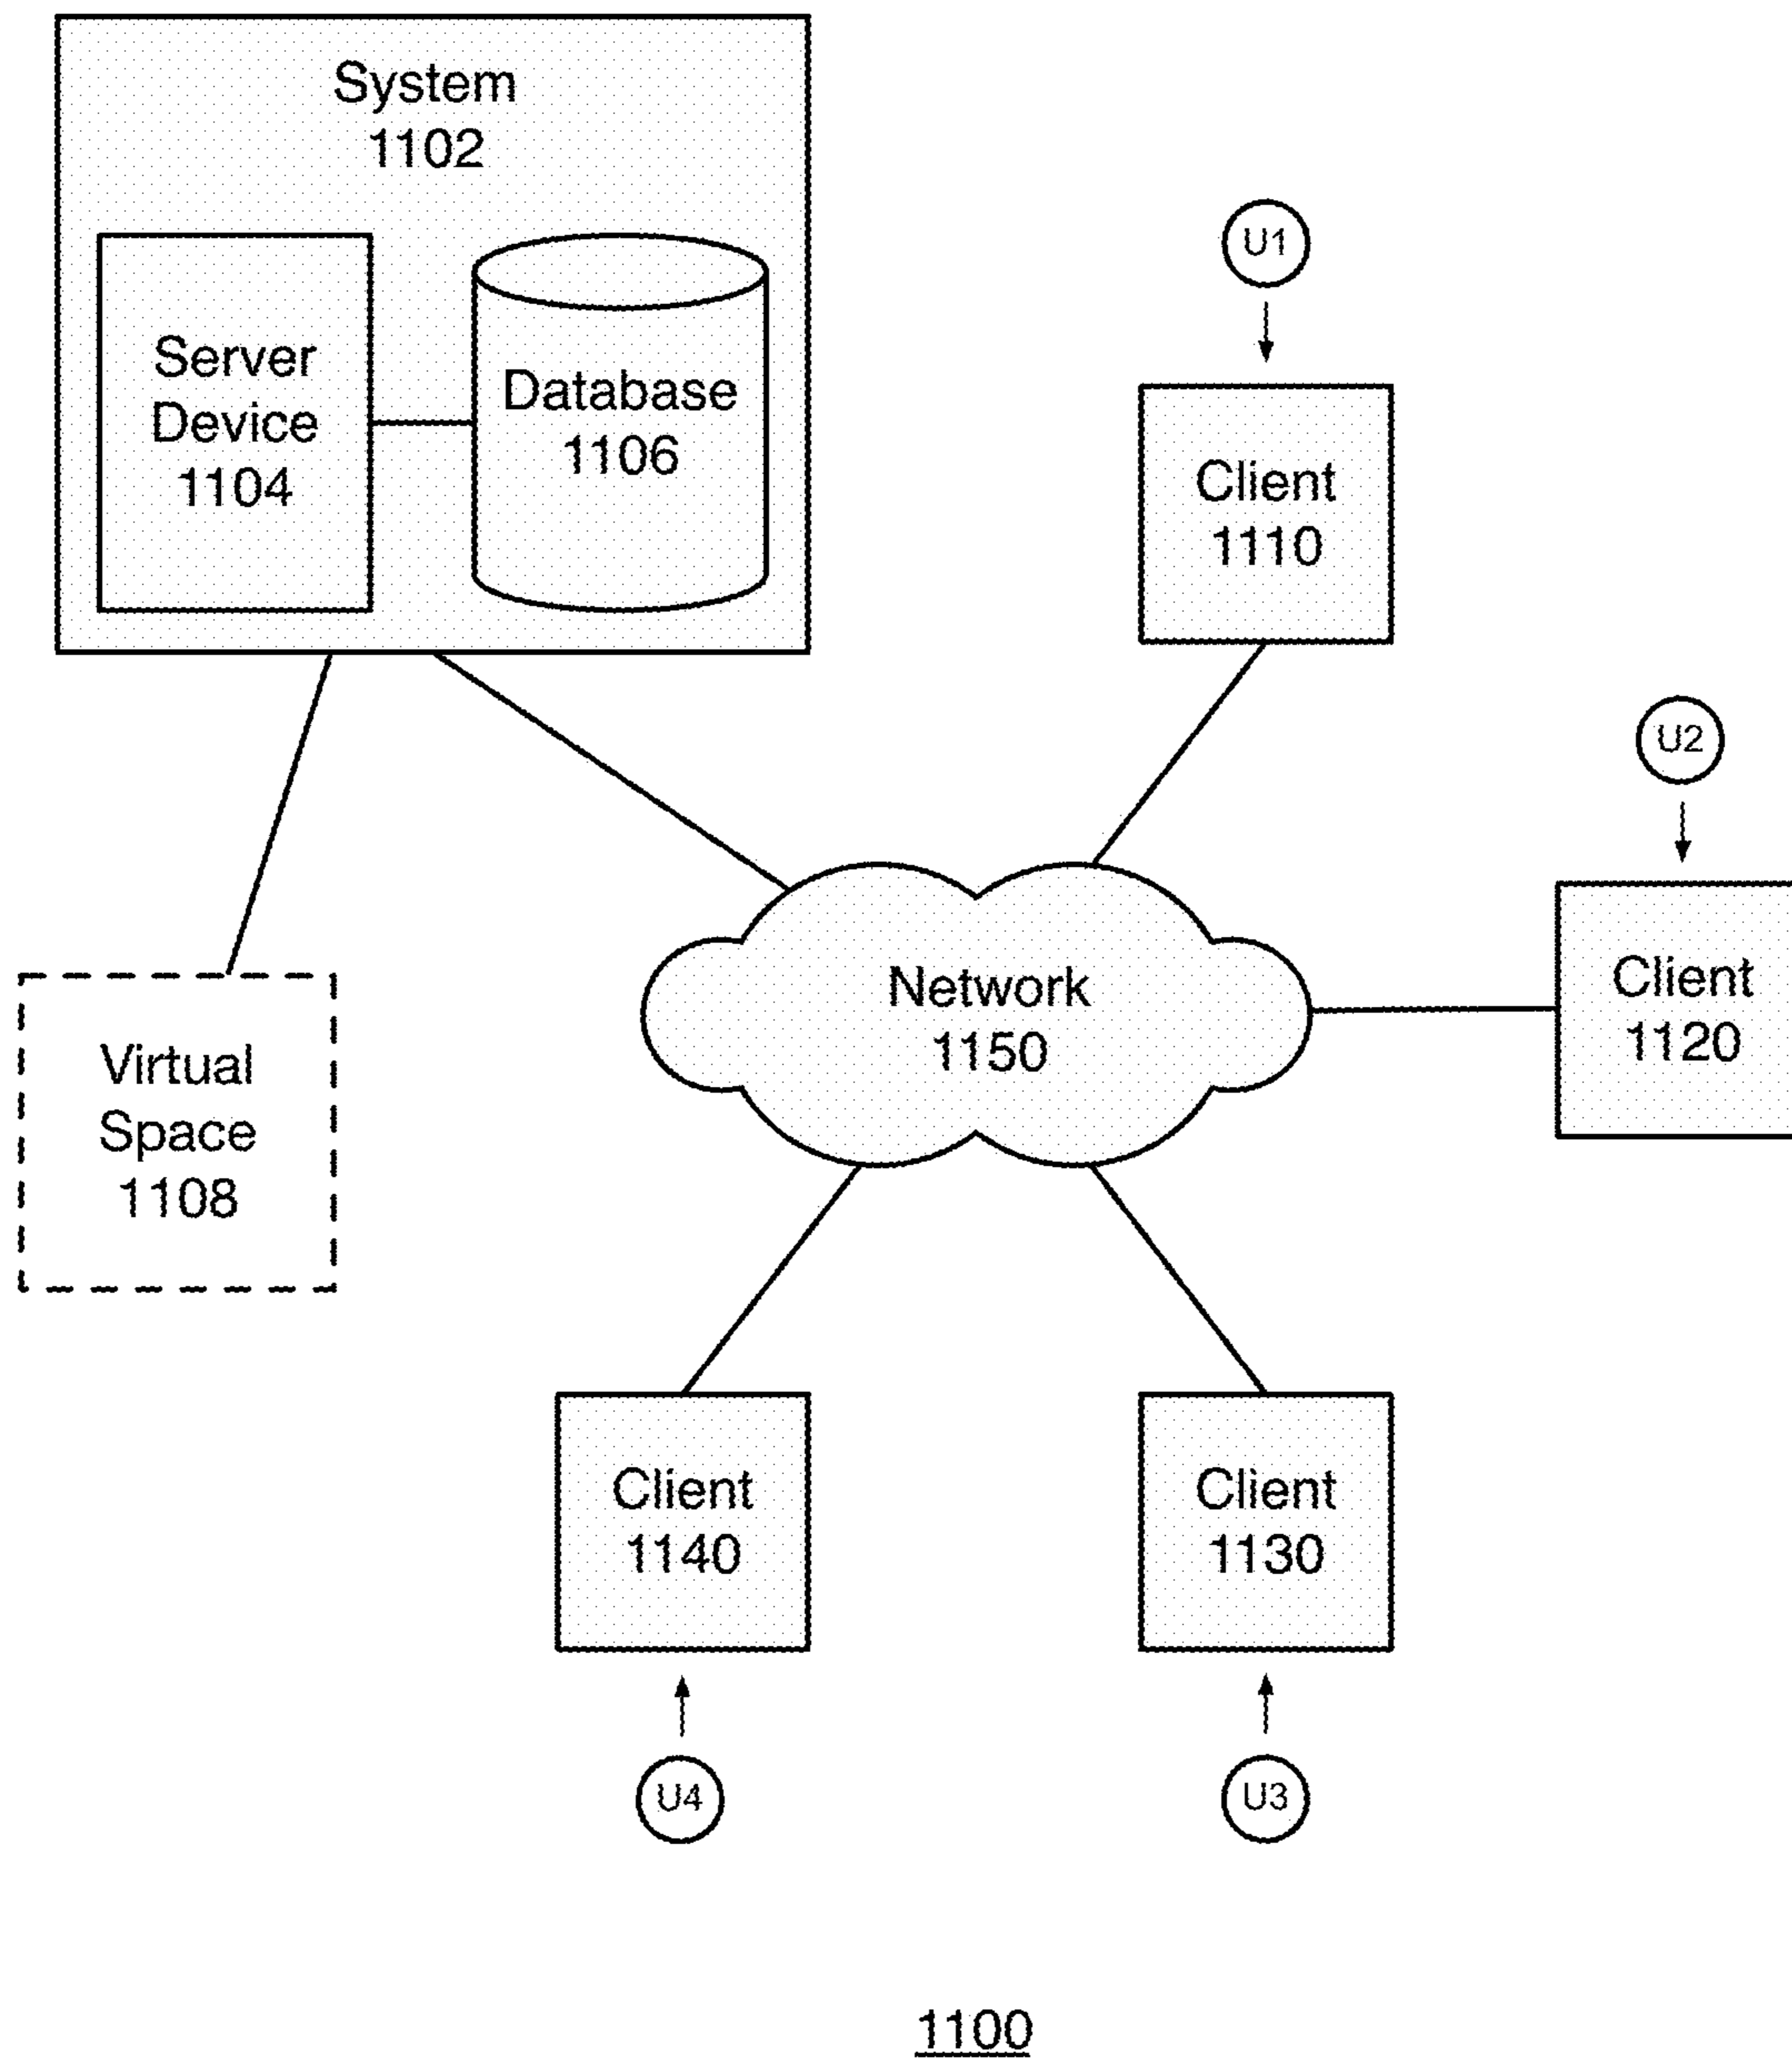 System
1102
Server
Device
1104
Database
1106
U1
Client
1110
U2
Client
1120
Network
1150
Virtual
Space
1108
Client
1140
Client
1130
U4
U3
1100